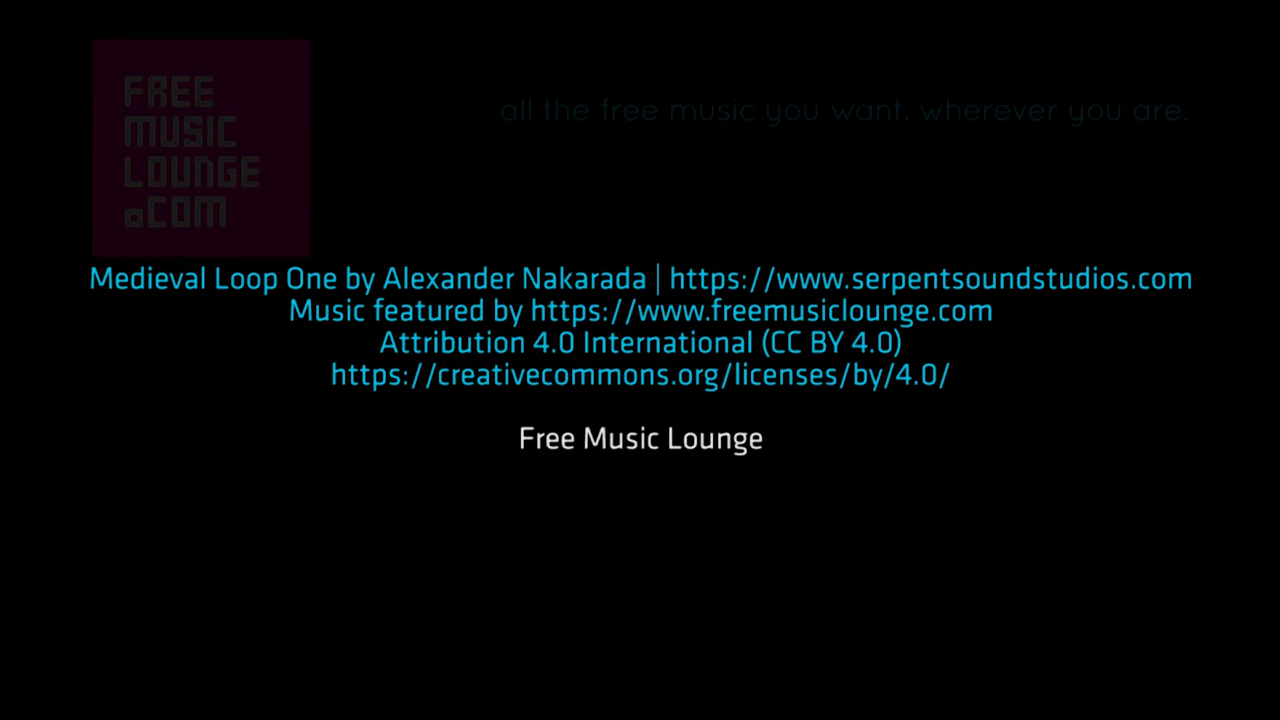 FREE
MUSIC
LOUNGE
.COM
all the free music you want. wherever you are.
Medieval Loop One by Alexander Nakarada | https://www.serpentsoundstudios.com
Music featured by https://www.freemusiclounge.com
Attribution 4.0 International (CC BY 4.0)
https://creativecommons.org/licenses/by/4.0/
Free Music Lounge